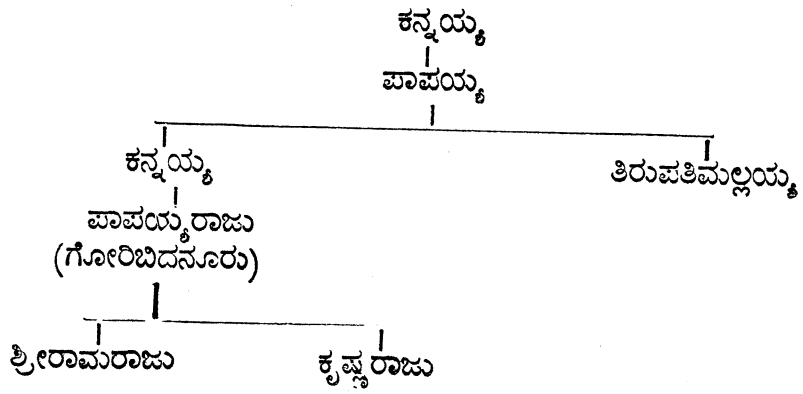 ಕನ್ನಯ್ಯ
ಪಾಪಯ್ಯ
ಕನ್ನಯ್ಯ ತಿರುಪತಿಮಲ್ಲಯ್ಯ
ಪಾಪಯ್ಯರಾಜು
(ಗೋರಿಬಿದನೂರು)
ಶ್ರೀರಾಮರಾಜು ಕೃಷ್ಣರಾಜು